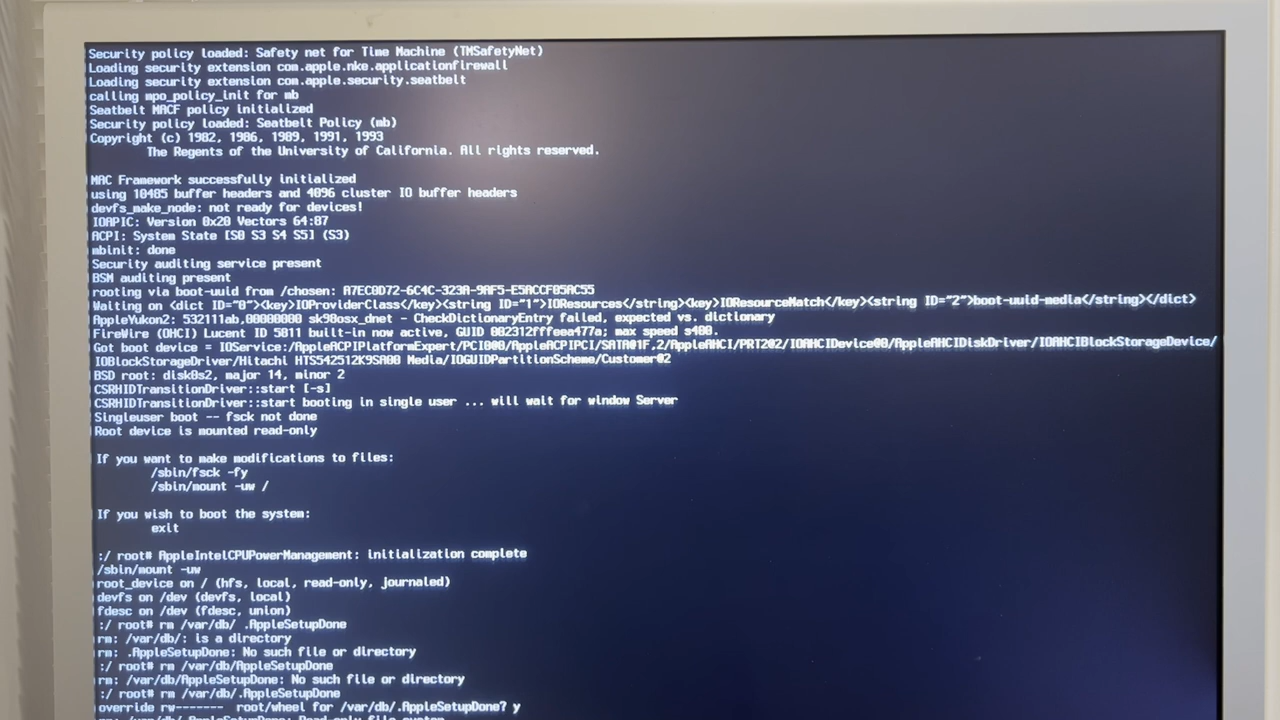 Security policy loaded: Safety net for Time Machine (TMSafetyNet)
Loading security extension com.apple.nke.applicationfirewall
Loading security extension com.apple.security.seatbelt
calling mpo_policy_init for mb
Seatbelt MACF policy initialized
Security policy loaded: Seatbelt Policy (mb)
Copyright (c) 1982, 1986, 1989, 1991, 1993
The Regents of the University of California. All rights reserved.
MAC Framework successfully initialized
using 10485 buffer headers and 4096 cluster IO buffer headers
devfs_make_node: not ready for devices!
IOAPIC: Version 0x20 Vectors 64:87
ACPI: System State [S0 S3 S4 S5] (S3)
mbinit: done
Security auditing service present
BSM auditing present
rooting via boot-uuid from /chosen: A7EC0D72-6C4C-323A-9AF5-E5ACCF05AC55
Waiting on <dict ID="0"><key>IOProviderClass</key><string ID="1">IOResources</string><key>IOResourceMatch</key><string ID="2">boot-uuid-media</string></dict>
AppleYukon2: 532111ab,00000000 sk98osx_dnet - CheckDictionaryEntry failed, expected vs. dictionary
FireWire (OHCI) Lucent ID 5811 built-in now active, GUID 002312fffeea477a; max speed s400.
Got boot device = IOService:/AppleACPIPlatformExpert/PCI0@0/AppleACPIPCI/SATA@1F,2/AppleAHCI/PRT2@2/IOAHCIDevice@0/AppleAHCIDiskDriver/IOAHCIBlockStorageDevice/
IOBlockStorageDriver/Hitachi HTS542512K9SA00 Media/IOGUIDPartitionScheme/Customer@2
BSD root: disk0s2, major 14, minor 2
CSRHIDTransitionDriver::start [-s]
CSRHIDTransitionDriver::start booting in single user ... will wait for window Server
Singleuser boot -- fsck not done
Root device is mounted read-only
If you want to make modifications to files:
/sbin/fsck -fy
/sbin/mount -uw /
If you wish to boot the system:
exit
:/ root# AppleIntelCPUPowerManagement: initialization complete
/sbin/mount -uw
root_device on / (hfs, local, read-only, journaled)
devfs on /dev (devfs, local)
fdesc on /dev (fdesc, union)
:/ root# rm /var/db/ .AppleSetupDone
rm: /var/db/: is a directory
rm: .AppleSetupDone: No such file or directory
:/ root# rm /var/db/AppleSetupDone
rm: /var/db/AppleSetupDone: No such file or directory
:/ root# rm /var/db/.AppleSetupDone
override rw------- root/wheel for /var/db/.AppleSetupDone? y
rm: /var/db/.AppleSetupDone: Read-only file system